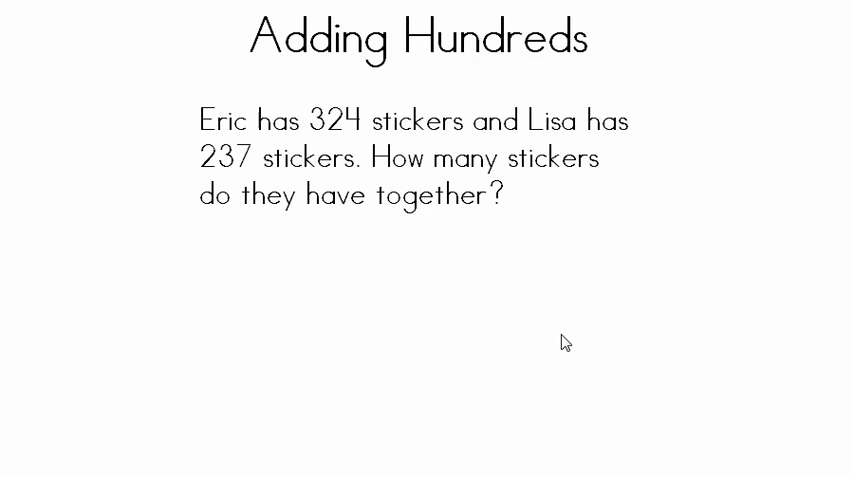 Adding Hundreds
Eric has 324 stickers and Lisa has
237 stickers. How many stickers
do they have together?